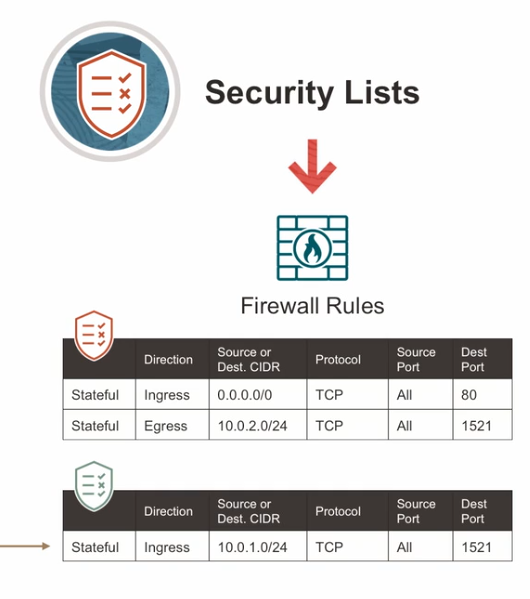 Security Lists
Firewall Rules
Direction Source or Dest. CIDR Protocol Source Port Dest Port
Stateful Ingress 0.0.0.0/0 TCP All 80
Stateful Egress 10.0.2.0/24 TCP All 1521
Direction Source or Dest. CIDR Protocol Source Port Dest Port
Stateful Ingress 10.0.1.0/24 TCP All 1521